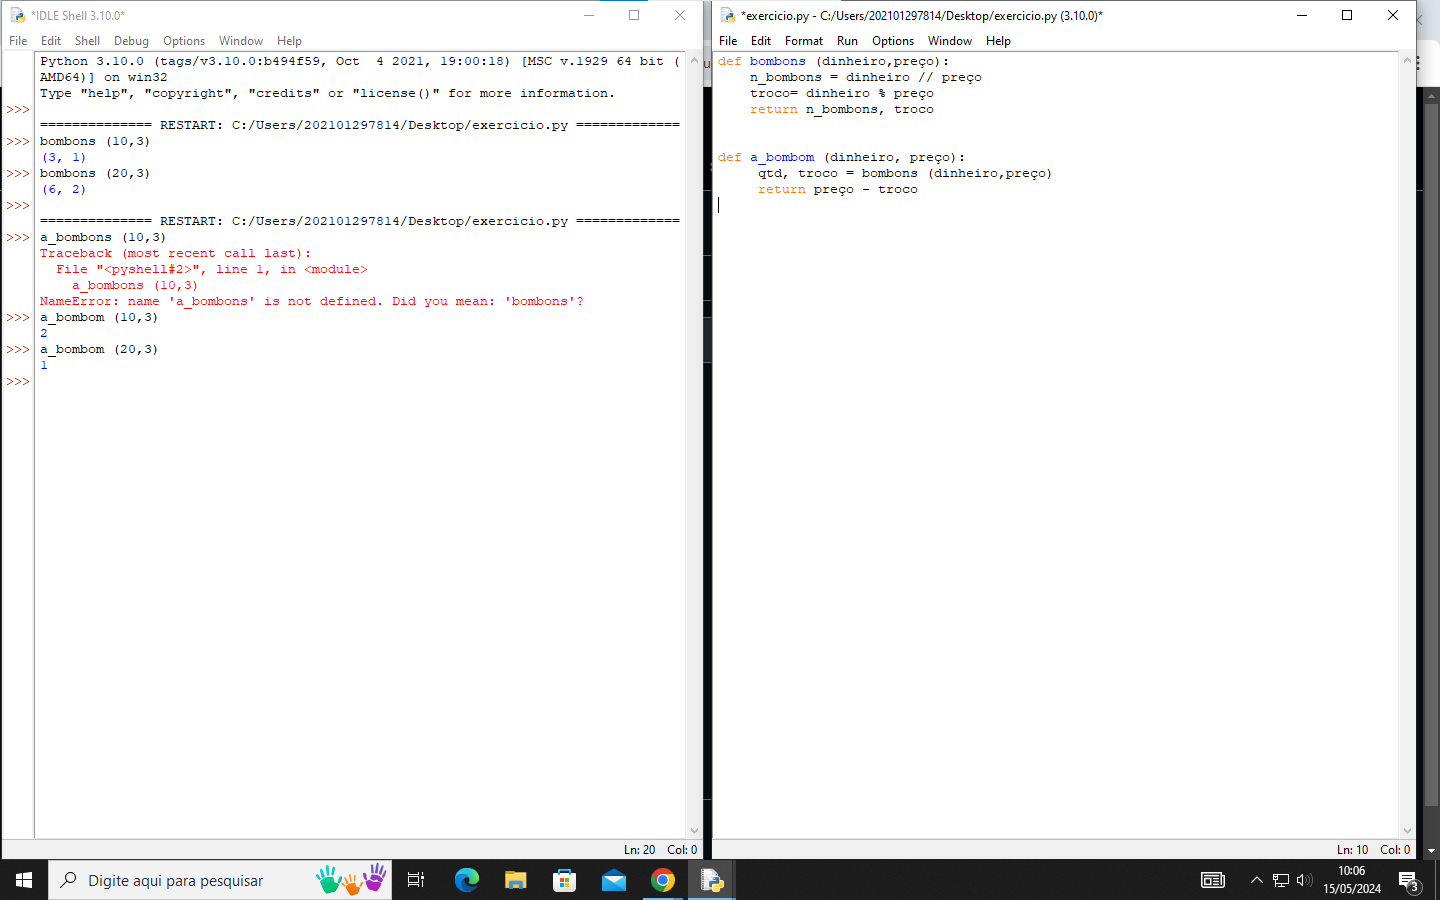 *IDLE Shell 3.10.0*
File Edit Shell Debug Options Window Help
Python 3.10.0 (tags/v3.10.0:b494f59, Oct  4 2021, 19:00:18) [MSC v.1929 64 bit (
AMD64)] on win32
Type "help", "copyright", "credits" or "license()" for more information.
>>>
============== RESTART: C:/Users/202101297814/Desktop/exercicio.py =============
>>> bombons (10,3)
(3, 1)
>>> bombons (20,3)
(6, 2)
>>>
============== RESTART: C:/Users/202101297814/Desktop/exercicio.py =============
>>> a_bombons (10,3)
Traceback (most recent call last):
  File "<pyshell#2>", line 1, in <module>
    a_bombons (10,3)
NameError: name 'a_bombons' is not defined. Did you mean: 'bombons'?
>>> a_bombom (10,3)
2
>>> a_bombom (20,3)
1
>>>
Ln: 20 Col: 0
*exercicio.py - C:/Users/202101297814/Desktop/exercicio.py (3.10.0)*
File Edit Format Run Options Window Help
def bombons (dinheiro,preço):
    n_bombons = dinheiro // preço
    troco= dinheiro % preço
    return n_bombons, troco
def a_bombom (dinheiro, preço):
     qtd, troco = bombons (dinheiro,preço)
     return preço - troco
Ln: 10 Col: 0
Digite aqui para pesquisar
10:06
15/05/2024
3